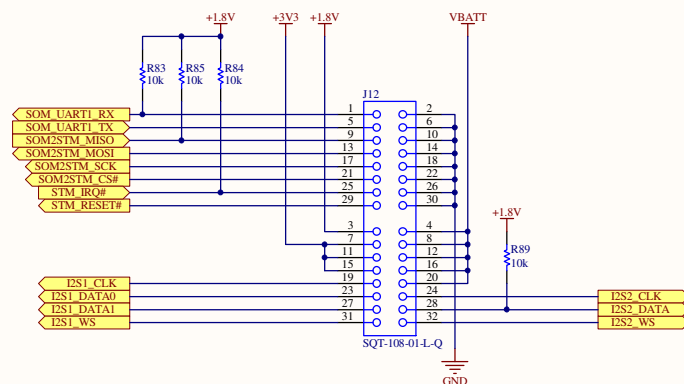 +1.8V +3V3 +1.8V VBATT
R83 R85 R84
10k 10k 10k
J12
SOM_UART1_RX 1 2
SOM_UART1_TX 5 6
SOM2STM_MISO 9 10
SOM2STM_MOSI 13 14
SOM2STM_SCK 17 18
SOM2STM_CS# 21 22
STM_IRQ# 25 26
STM_RESET# 29 30
+1.8V
3 4
7 8
R89
11 12
10k
15 16
I2S1_CLK 19 20
I2S1_DATA0 23 24 I2S2_CLK
I2S1_DATA1 27 28 I2S2_DATA
I2S1_WS 31 32 I2S2_WS
SQT-108-01-L-Q
GND